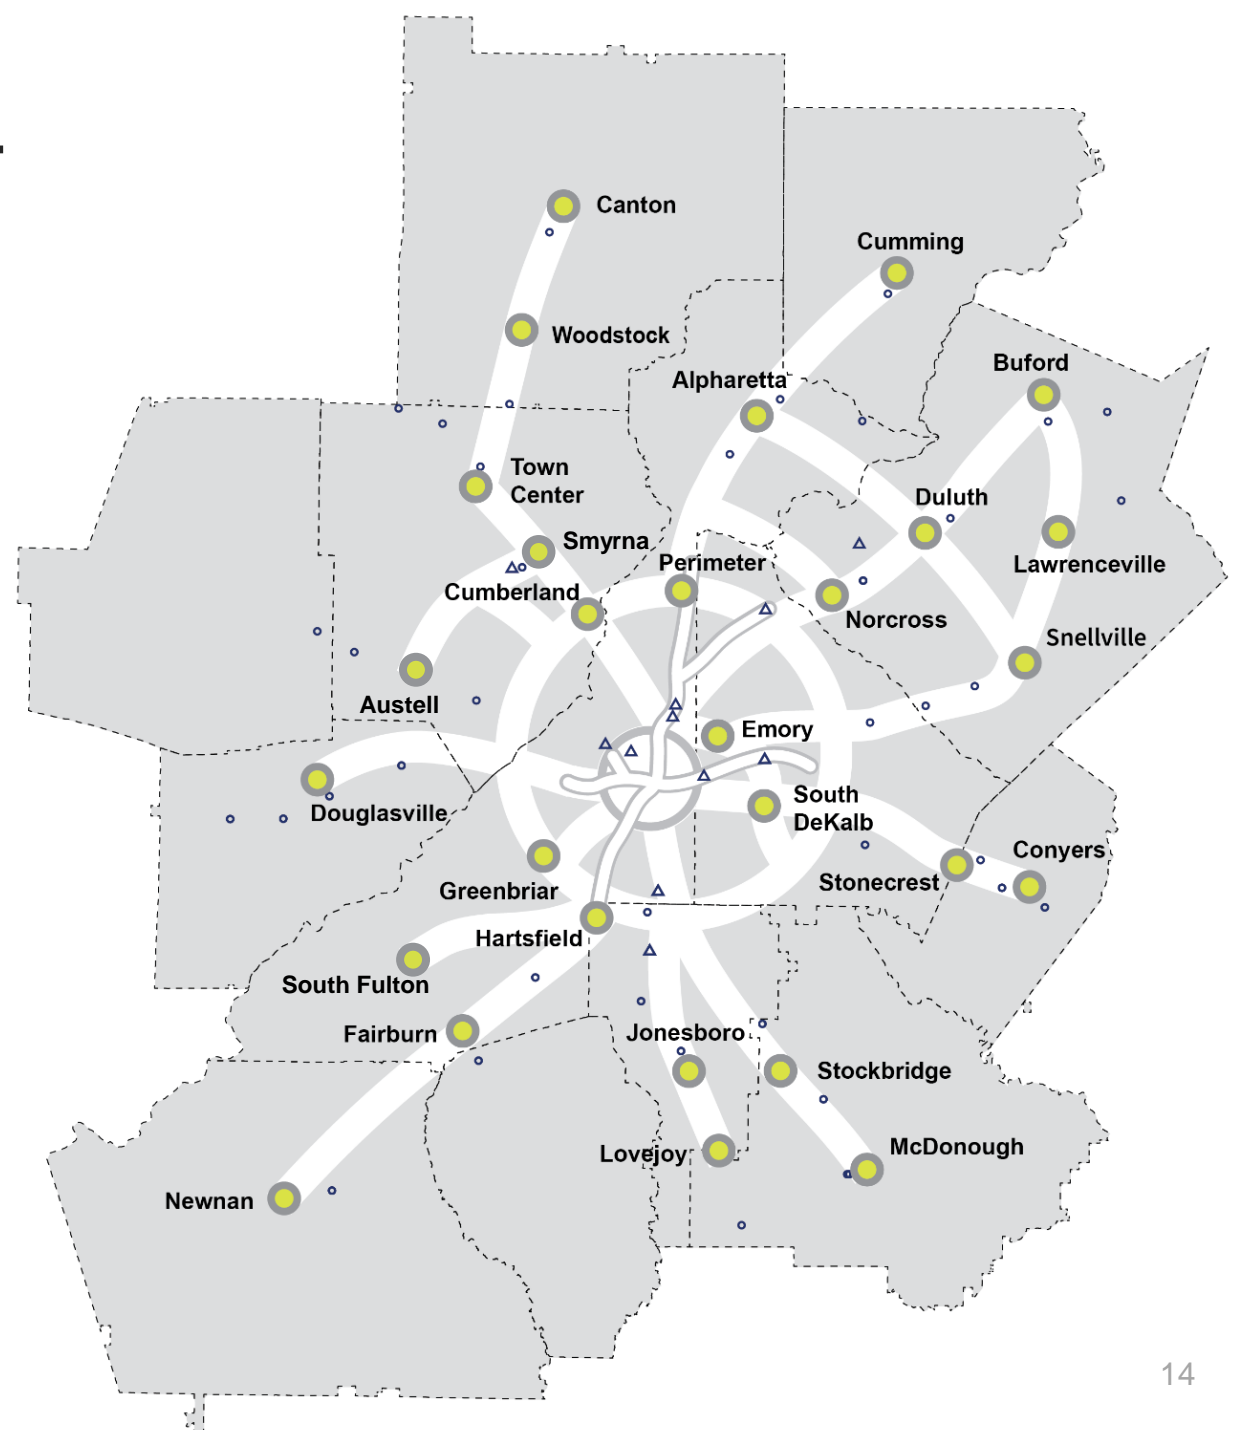 Canton
Cumming
Woodstock
Buford
Alpharetta
Town
Center
Duluth
Smyrna
Perimeter
Lawrenceville
Cumberland
Norcross
Snellville
Austell
Emory
Douglasville
South
DeKalb
Conyers
Stonecrest
Greenbriar
Hartsfield
South Fulton
Fairburn
Jonesboro
Stockbridge
Lovejoy
McDonough
Newnan
14